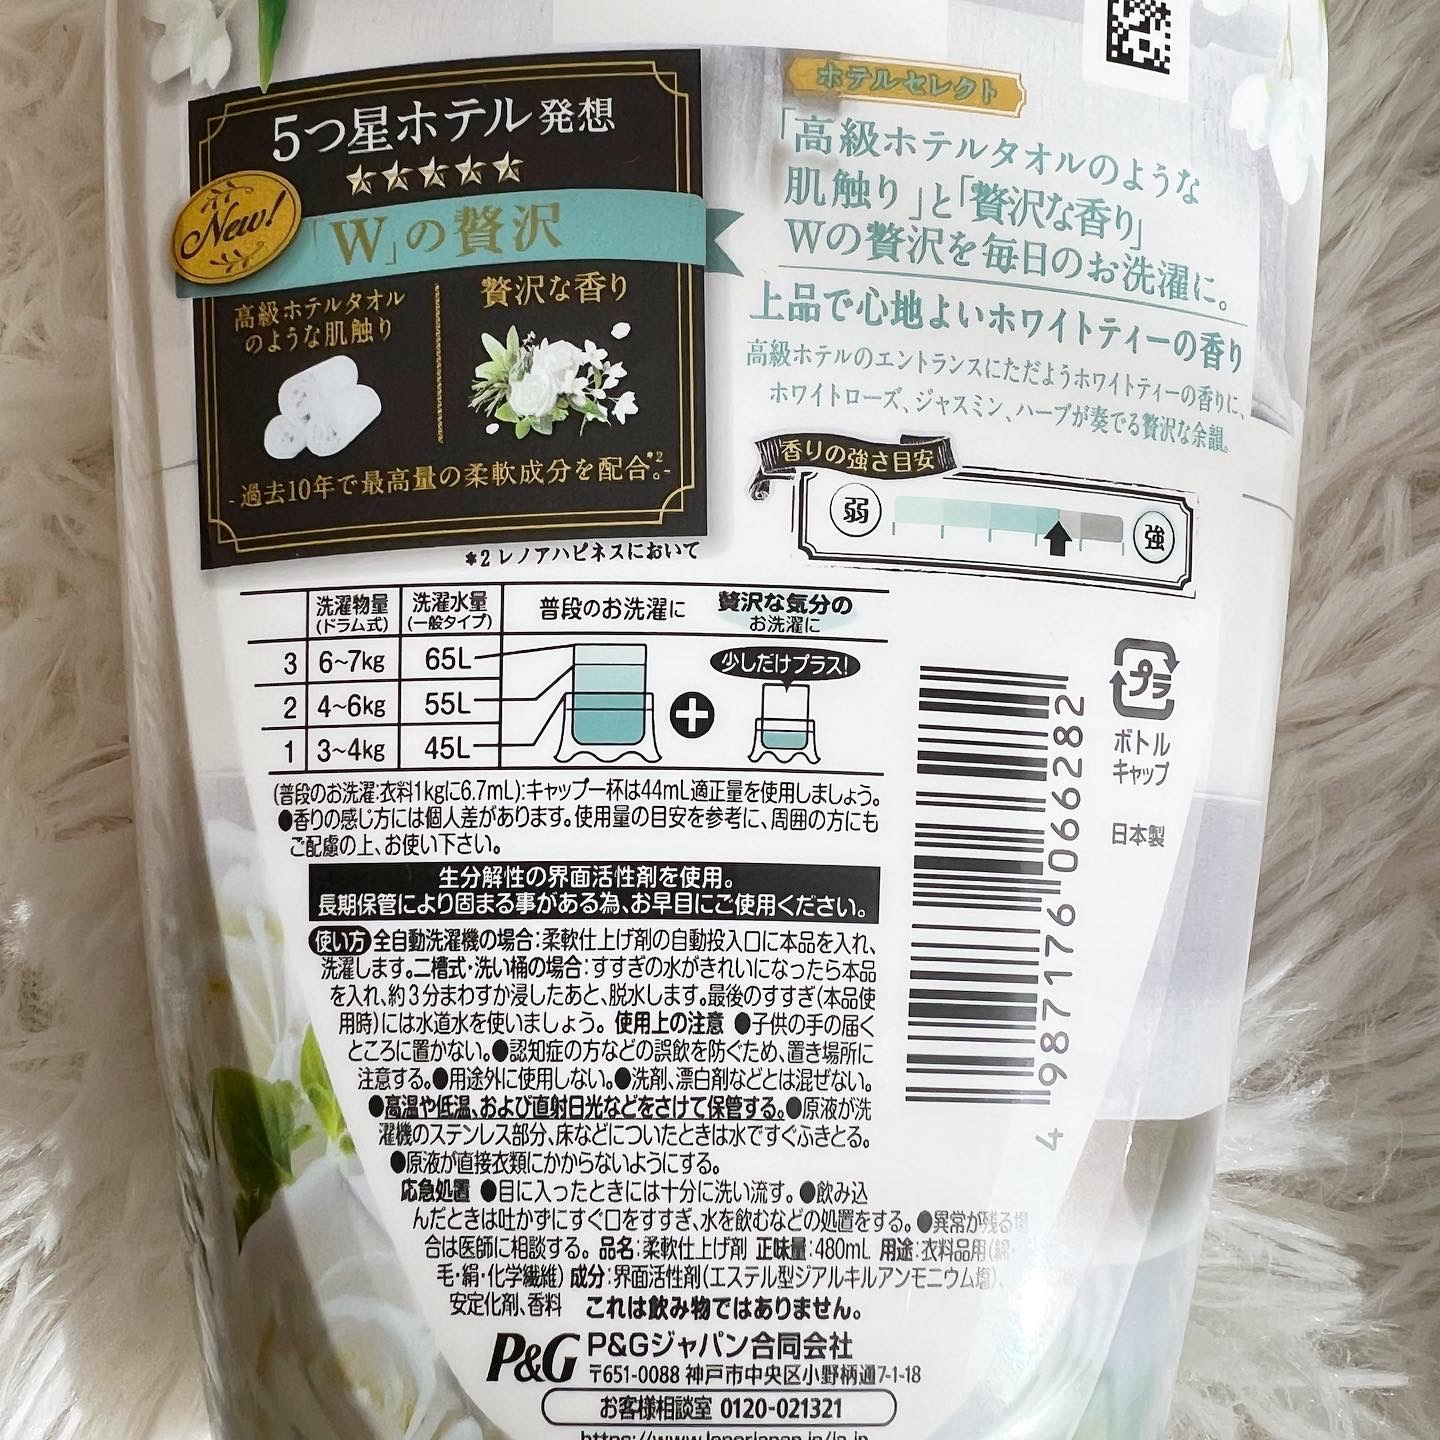 5つ星ホテル発想
New!
「W」の贅沢
高級ホテルタオル
のような肌触り
贅沢な香り
-過去10年で最高量の柔軟成分を配合。*2-
*2 レノアハピネスにおいて
ホテルセレクト
「高級ホテルタオルのような
肌触り」と「贅沢な香り」
Wの贅沢を毎日のお洗濯に。
上品で心地よいホワイトティーの香り
高級ホテルのエントランスにただようホワイトティーの香りに、
ホワイトローズ、ジャスミン、ハープが奏でる贅沢な余韻。
香りの強さ目安
弱
強
洗濯物量 洗濯水量 普段のお洗濯に 贅沢な気分の
(ドラム式) (一般タイプ) お洗濯に
3 6~7kg 65L 少しだけプラス!
2 4~6kg 55L
1 3~4kg 45L
(普段のお洗濯:衣料1kgに6.7mL):キャップ一杯は44mL適正量を使用しましょう。
●香りの感じ方には個人差があります。使用量の目安を参考に、周囲の方にも
ご配慮の上、お使い下さい。
生分解性の界面活性剤を使用。
長期保管により固まる事がある為、お早目にご使用ください。
使い方 全自動洗濯機の場合:柔軟仕上げ剤の自動投入口に本品を入れ、
洗濯します。二槽式・洗い桶の場合:すすぎの水がきれいになったら本品
を入れ、約3分まわすか浸したあと、脱水します。最後のすすぎ(本品使
用時)には水道水を使いましょう。 使用上の注意 ●子供の手の届く
ところに置かない。●認知症の方などの誤飲を防ぐため、置き場所に
注意する。●用途外に使用しない。●洗剤、漂白剤などとは混ぜない。
●高温や低温、および直射日光などをさけて保管する。●原液が洗
濯機のステンレス部分、床などについたときは水ですぐふきとる。
●原液が直接衣類にかからないようにする。
応急処置 ●目に入ったときには十分に洗い流す。●飲み込
んだときは吐かずにすぐ口をすすぎ、水を飲むなどの処置をする。●異常が残る場
合は医師に相談する。 品名:柔軟仕上げ剤 正味量:480mL 用途:衣料品用(綿・
毛・絹・化学繊維) 成分:界面活性剤(エステル型ジアルキルアンモニウム塩)、
安定化剤、香料 これは飲み物ではありません。
P&G P&Gジャパン合同会社
〒651-0088 神戸市中央区小野柄通7-1-18
お客様相談室 0120-021321
プラ
ボトル
キャップ
日本製
4 987176 066282